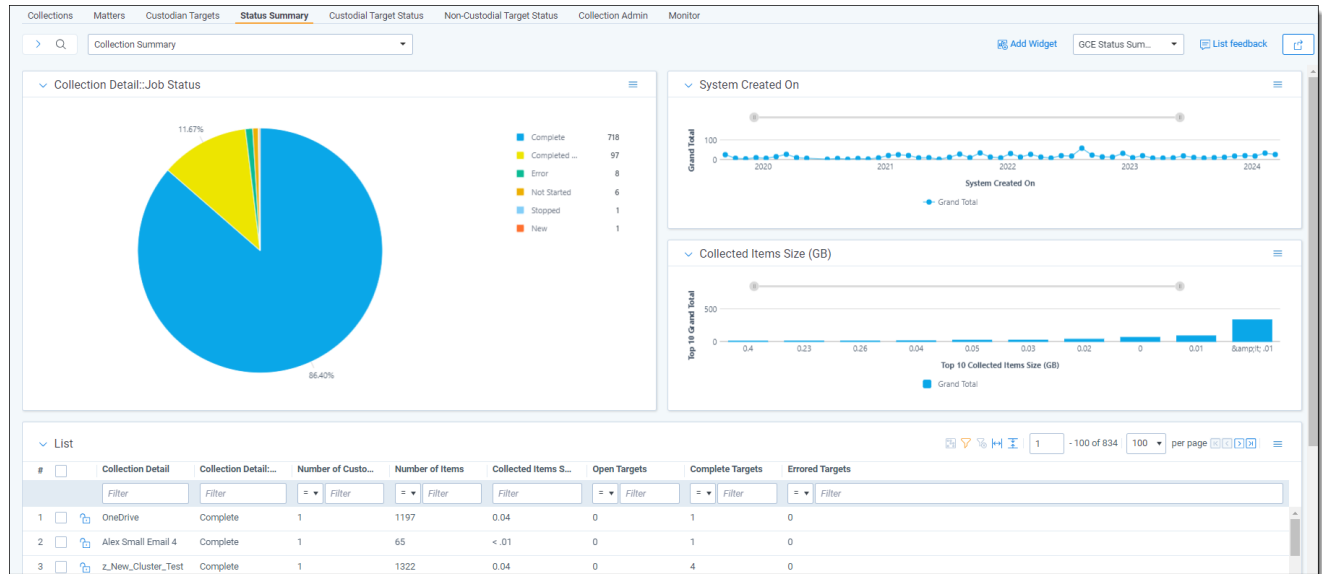 Collections Matters Custodian Targets Status Summary Custodial Target Status Non-Custodial Target Status Collection Admin Monitor
Collection Summary Add Widget GCE Status Sum... List feedback
Collection Detail::Job Status
11.67%
86.40%
Complete 718
Completed ... 97
Error 8
Not Started 6
Stopped 1
New 1
System Created On
Grand Total
100
0
2020 2021 2022 2023 2024
System Created On
Grand Total
Collected Items Size (GB)
Top 10 Grand Total
500
0
0.4 0.23 0.26 0.04 0.05 0.03 0.02 0 0.01 &amp;lt; .01
Top 10 Collected Items Size (GB)
Grand Total
List 1 - 100 of 834 100 per page
# Collection Detail Collection Detail:... Number of Custo... Number of Items Collected Items S... Open Targets Complete Targets Errored Targets
Filter Filter = Filter = Filter Filter = Filter = Filter = Filter
1 OneDrive Complete 1 1197 0.04 0 1 0
2 Alex Small Email 4 Complete 1 65 < .01 0 1 0
3 z_New_Cluster_Test Complete 1 1322 0.04 0 4 0